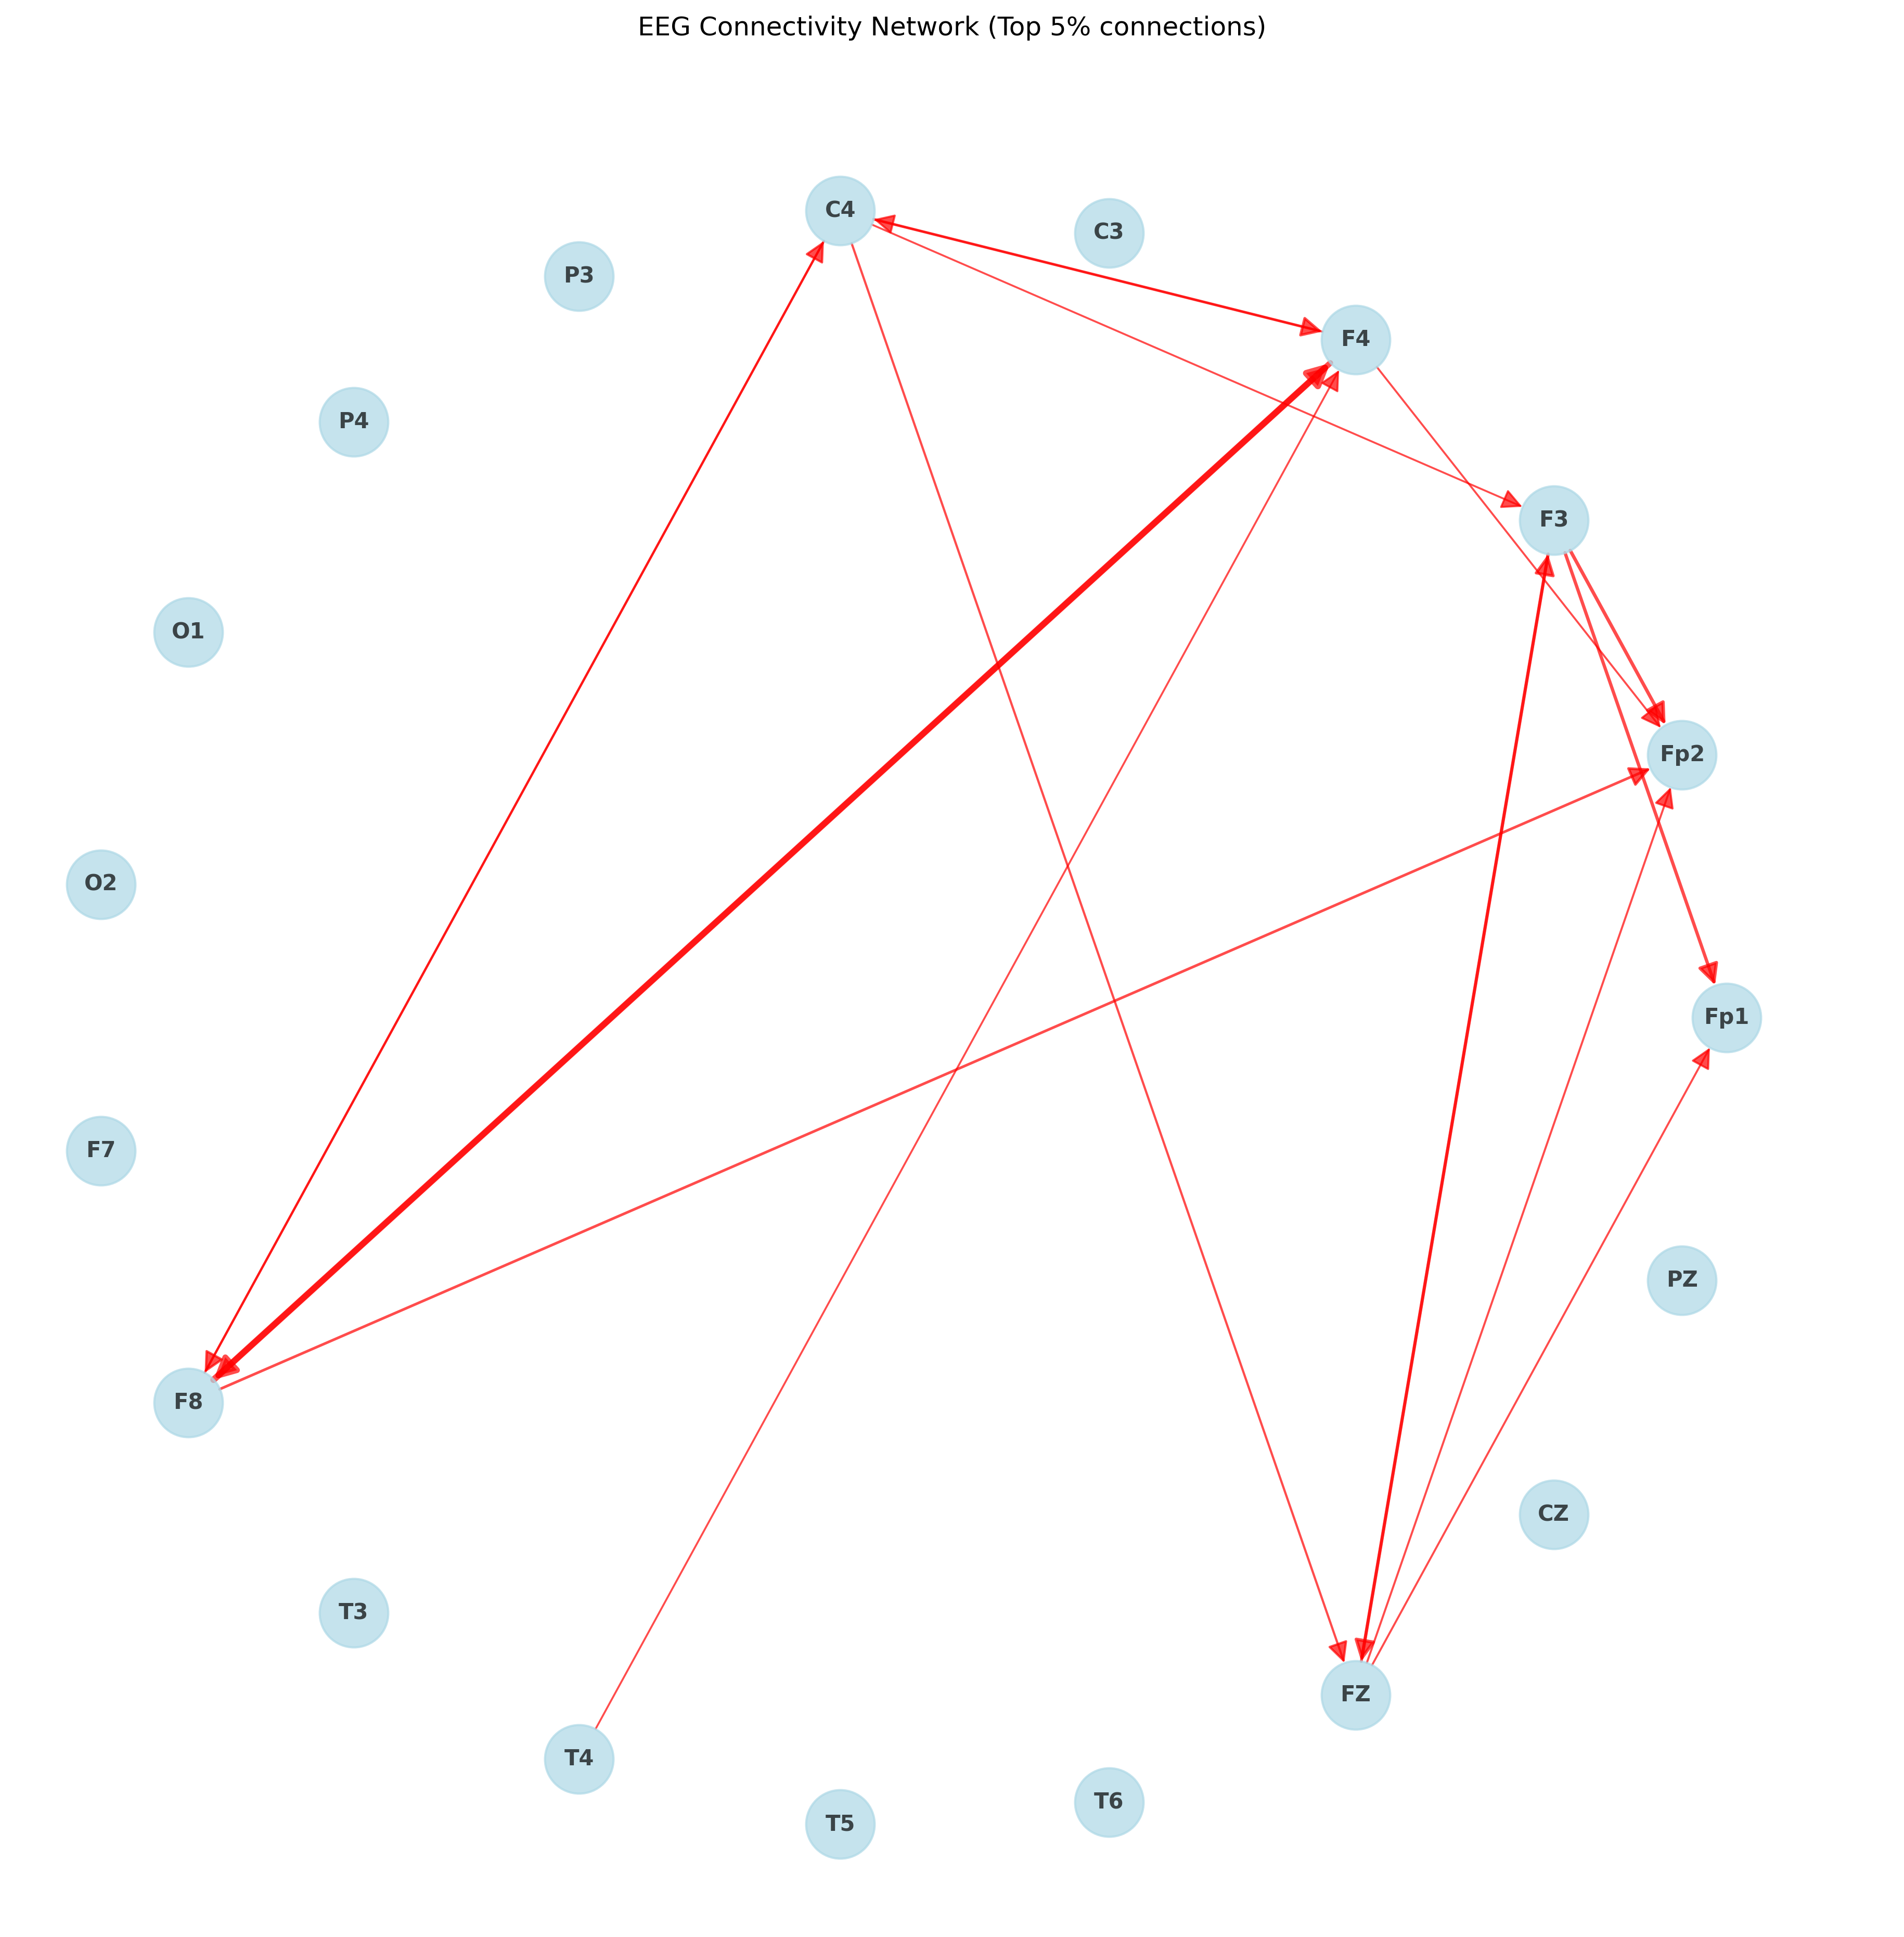 EEG Connectivity Network (Top 5% connections)
C4
C3
P3
F4
P4
F3
O1
Fp2
O2
Fp1
F7
PZ
F8
CZ
T3
FZ
T4
T6
T5